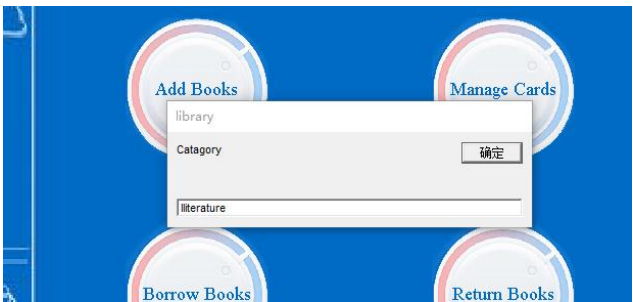 Add Books
Manage Cards
library
Catagory
确定
lliterature
Borrow Books
Return Books